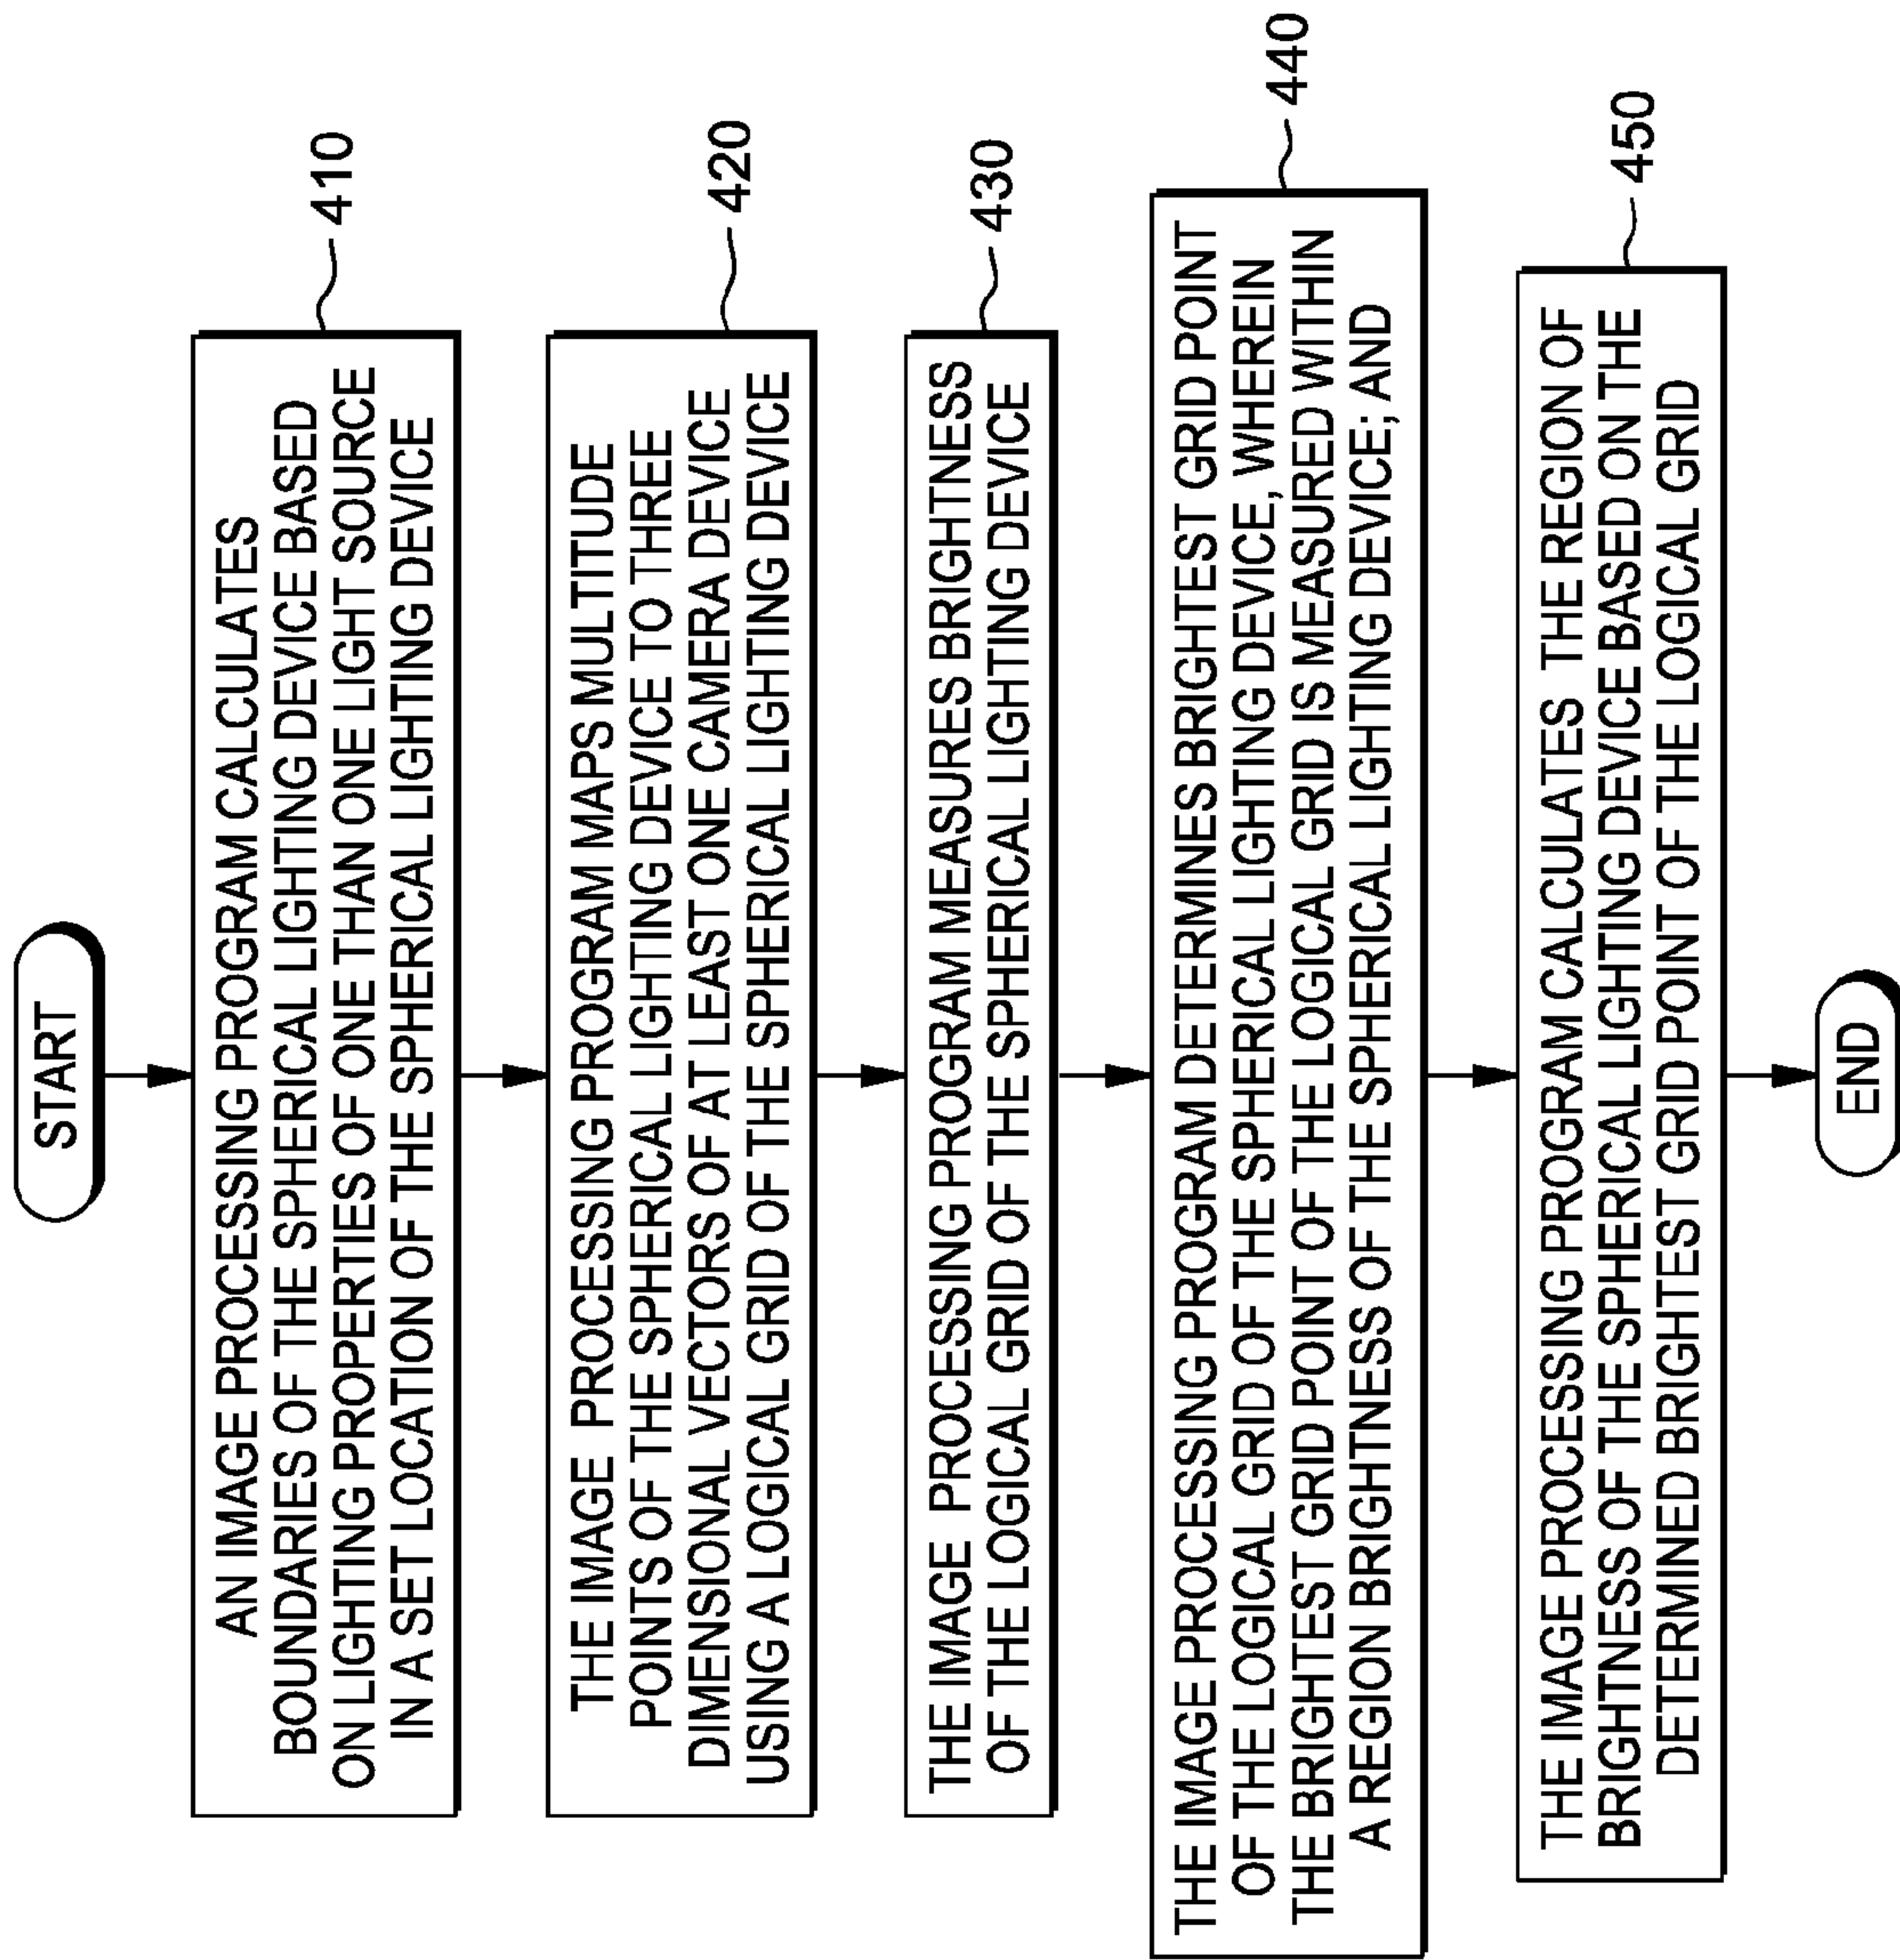 START
AN IMAGE PROCESSING PROGRAM CALCULATES
BOUNDARIES OF THE SPHERICAL LIGHTING DEVICE BASED
ON LIGHTING PROPERTIES OF ONE THAN ONE LIGHT SOURCE
IN A SET LOCATION OF THE SPHERICAL LIGHTING DEVICE
410
THE IMAGE PROCESSING PROGRAM MAPS MULTITUDE
POINTS OF THE SPHERICAL LIGHTING DEVICE TO THREE
DIMENSIONAL VECTORS OF AT LEAST ONE CAMERA DEVICE
USING A LOGICAL GRID OF THE SPHERICAL LIGHTING DEVICE
420
THE IMAGE PROCESSING PROGRAM MEASURES BRIGHTNESS
OF THE LOGICAL GRID OF THE SPHERICAL LIGHTING DEVICE
430
THE IMAGE PROCESSING PROGRAM DETERMINES BRIGHTEST GRID POINT
OF THE LOGICAL GRID OF THE SPHERICAL LIGHTING DEVICE, WHEREIN
THE BRIGHTEST GRID POINT OF THE LOGICAL GRID IS MEASURED WITHIN
A REGION BRIGHTNESS OF THE SPHERICAL LIGHTING DEVICE; AND
440
THE IMAGE PROCESSING PROGRAM CALCULATES THE REGION OF
BRIGHTNESS OF THE SPHERICAL LIGHTING DEVICE BASED ON THE
DETERMINED BRIGHTEST GRID POINT OF THE LOGICAL GRID
450
END